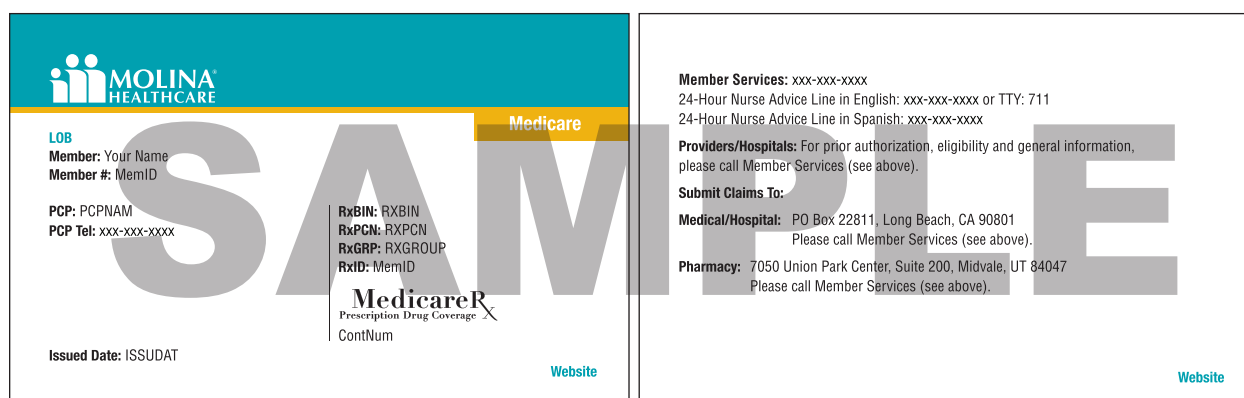 MOLINA®
HEALTHCARE
Medicare
LOB
Member: Your Name
Member #: MemID
PCP: PCPNAM
PCP Tel: xxx-xxx-xxxx
RxBIN: RXBIN
RxPCN: RXPCN
RxGRP: RXGROUP
RxID: MemID
MedicareRx
Prescription Drug Coverage
ContNum
Issued Date: ISSUDAT
Website
Member Services: xxx-xxx-xxxx
24-Hour Nurse Advice Line in English: xxx-xxx-xxxx or TTY: 711
24-Hour Nurse Advice Line in Spanish: xxx-xxx-xxxx
Providers/Hospitals: For prior authorization, eligibility and general information,
please call Member Services (see above).
Submit Claims To:
Medical/Hospital: PO Box 22811, Long Beach, CA 90801
Please call Member Services (see above).
Pharmacy: 7050 Union Park Center, Suite 200, Midvale, UT 84047
Please call Member Services (see above).
Website
SAMPLE